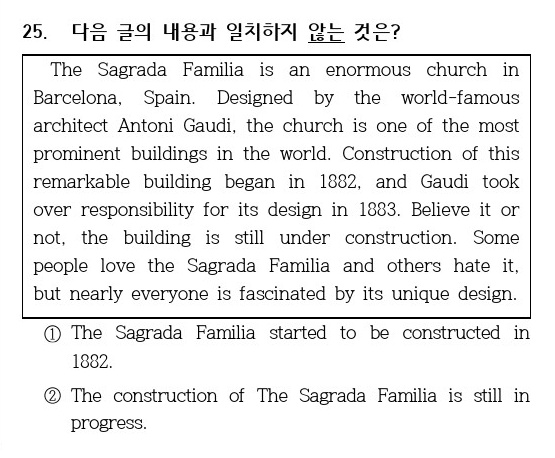 25. 다음 글의 내용과 일치하지 않는 것은?
The Sagrada Familia is an enormous church in
Barcelona, Spain. Designed by the world-famous
architect Antoni Gaudi, the church is one of the most
prominent buildings in the world. Construction of this
remarkable building began in 1882, and Gaudi took
over responsibility for its design in 1883. Believe it or
not, the building is still under construction. Some
people love the Sagrada Familia and others hate it,
but nearly everyone is fascinated by its unique design.
① The Sagrada Familia started to be constructed in
1882.
② The construction of The Sagrada Familia is still in
progress.